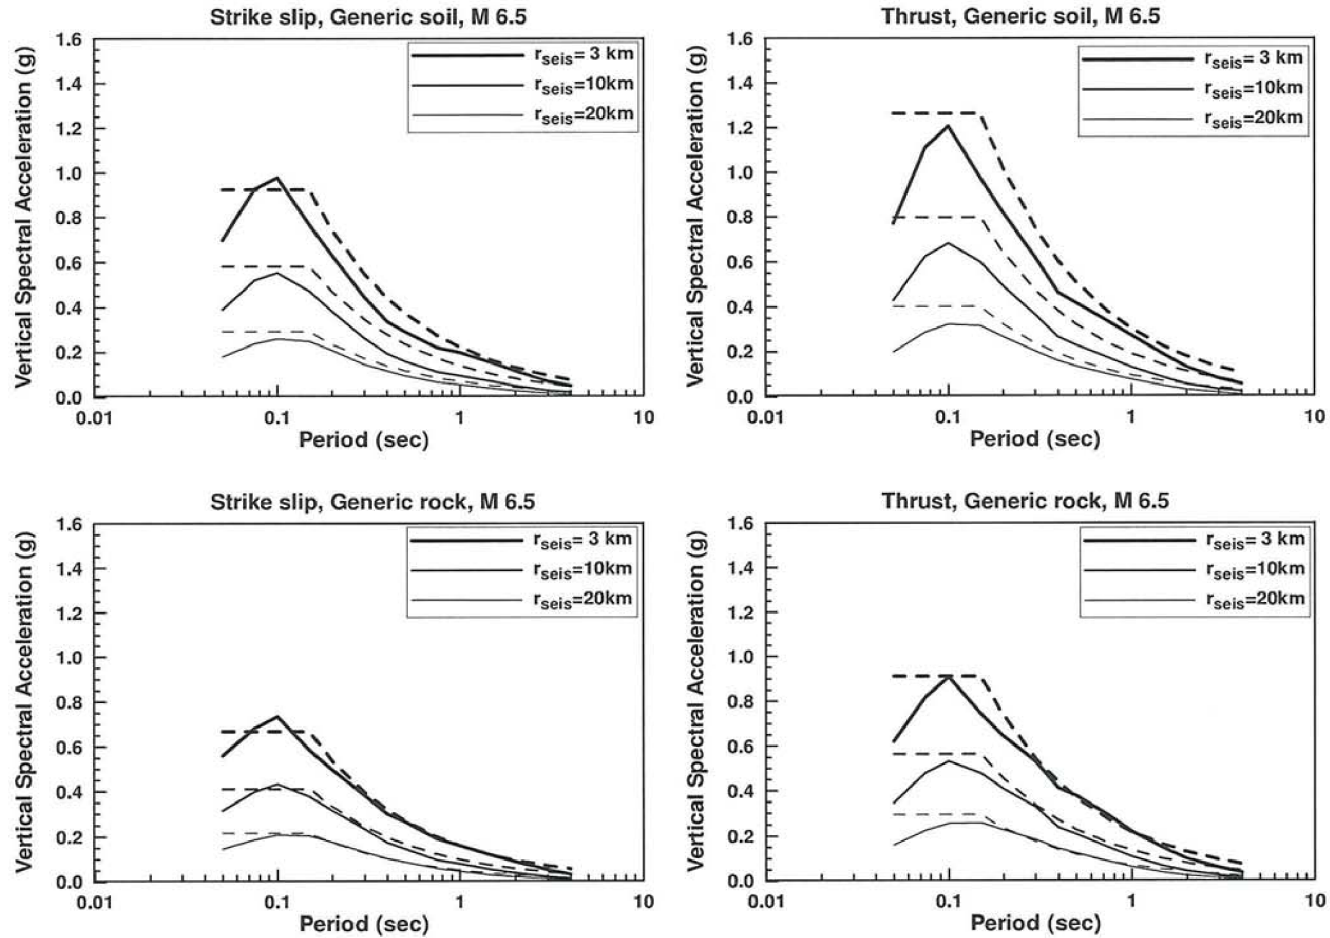 Strike slip, Generic soil, M 6.5
Vertical Spectral Acceleration (g)
1.6
1.4
1.2
1.0
0.8
0.6
0.4
0.2
0.0
0.01
0.1
1
10
Period (sec)
rseis= 3 km
rseis=10km
rseis=20km
Thrust, Generic soil, M 6.5
Vertical Spectral Acceleration (g)
1.6
1.4
1.2
1.0
0.8
0.6
0.4
0.2
0.0
0.01
0.1
1
10
Period (sec)
rseis= 3 km
rseis=10km
rseis=20km
Strike slip, Generic rock, M 6.5
Vertical Spectral Acceleration (g)
1.6
1.4
1.2
1.0
0.8
0.6
0.4
0.2
0.0
0.01
0.1
1
10
Period (sec)
rseis= 3 km
rseis=10km
rseis=20km
Thrust, Generic rock, M 6.5
Vertical Spectral Acceleration (g)
1.6
1.4
1.2
1.0
0.8
0.6
0.4
0.2
0.0
0.01
0.1
1
10
Period (sec)
rseis= 3 km
rseis=10km
rseis=20km